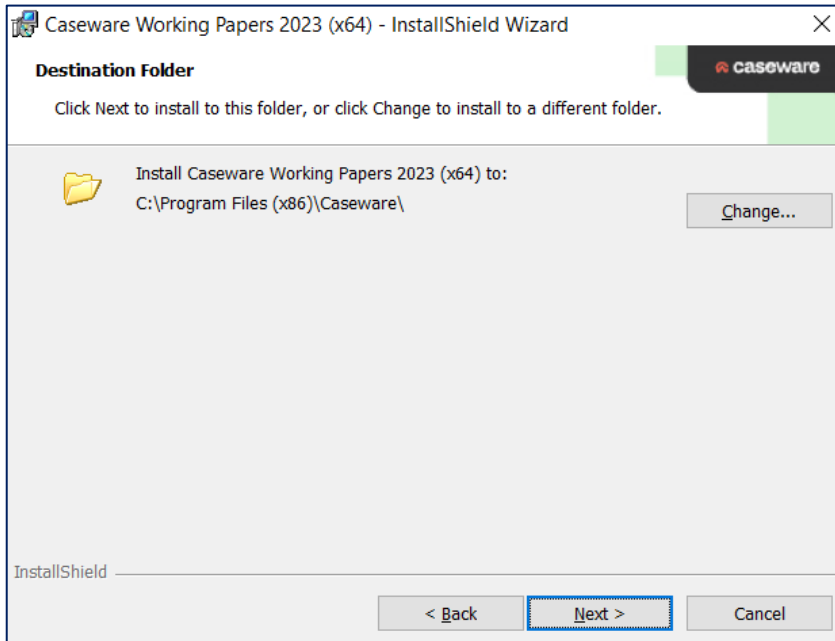 Caseware Working Papers 2023 (x64) - InstallShield Wizard
Destination Folder
caseware
Click Next to install to this folder, or click Change to install to a different folder.
Install Caseware Working Papers 2023 (x64) to:
C:\Program Files (x86)\Caseware\
Change...
InstallShield
< Back
Next >
Cancel